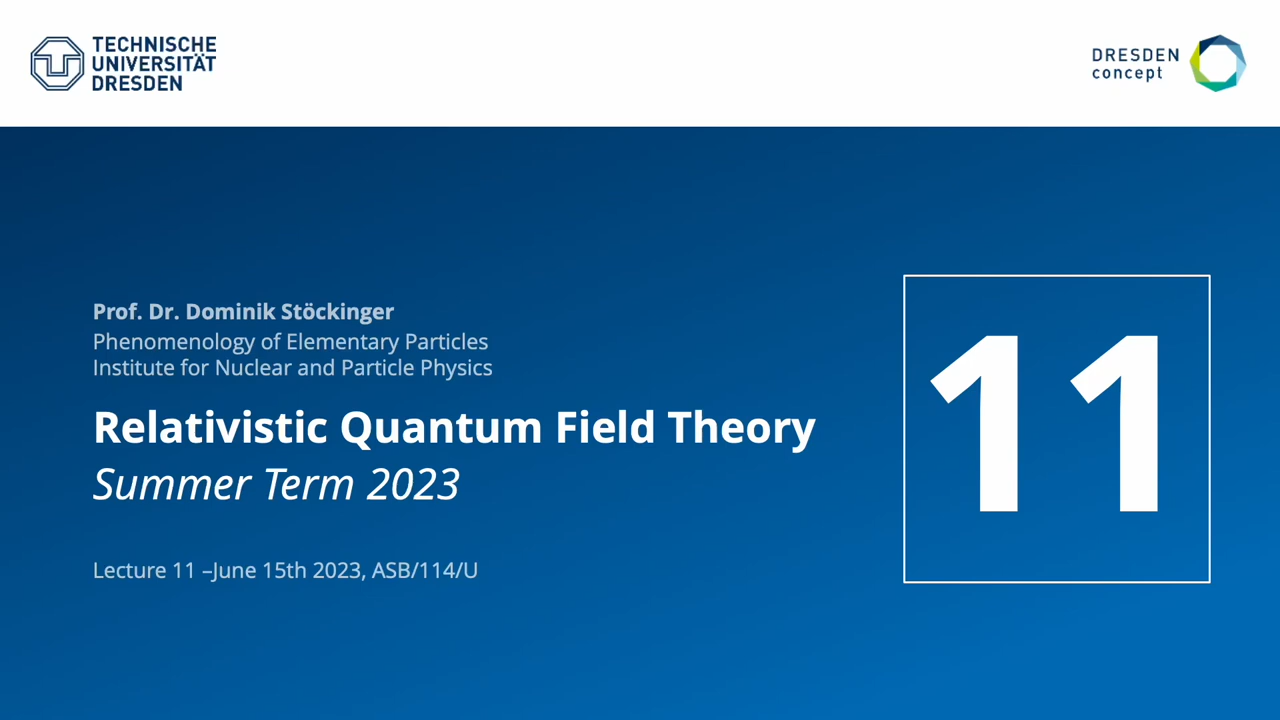 TECHNISCHE
UNIVERSITÄT
DRESDEN
DRESDEN
concept
Prof. Dr. Dominik Stöckinger
Phenomenology of Elementary Particles
Institute for Nuclear and Particle Physics
Relativistic Quantum Field Theory
Summer Term 2023
Lecture 11 –June 15th 2023, ASB/114/U
11